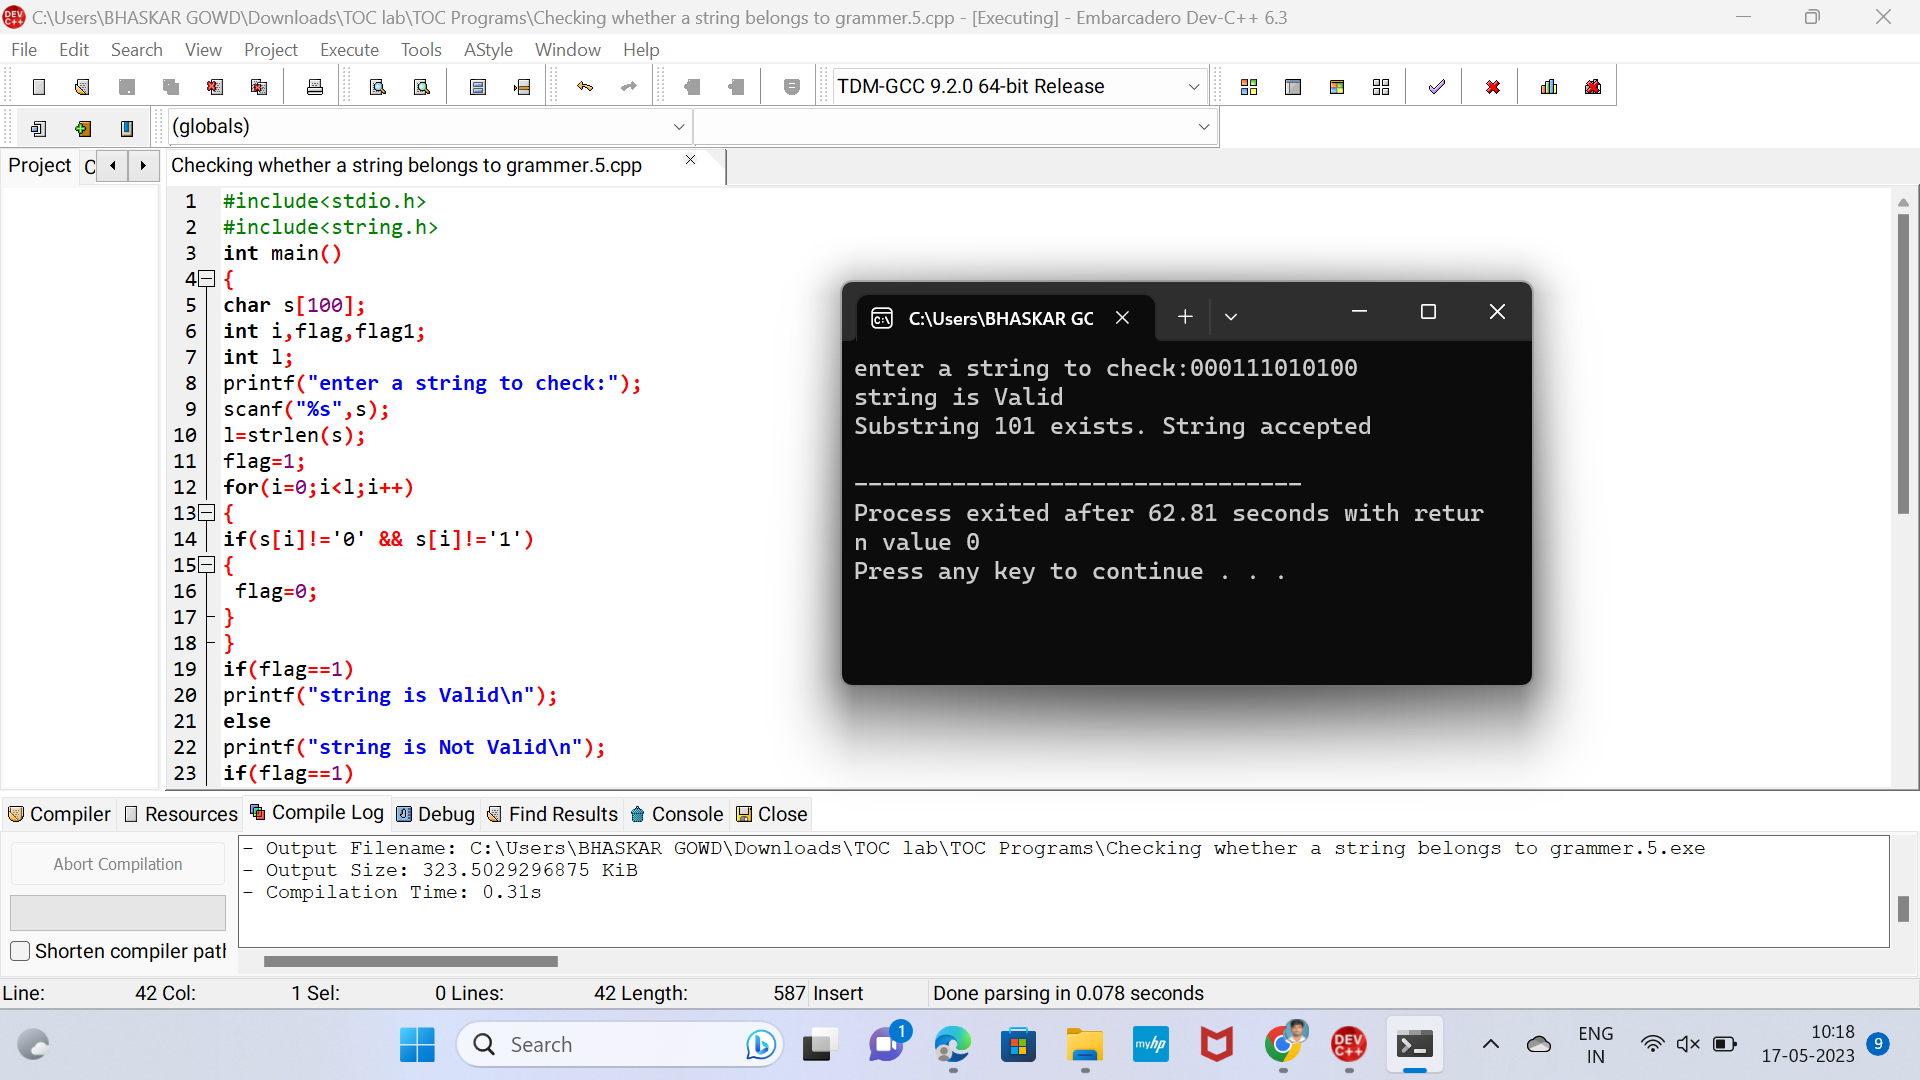 C:\Users\BHASKAR GOWD\Downloads\TOC lab\TOC Programs\Checking whether a string belongs to grammer.5.cpp - [Executing] - Embarcadero Dev-C++ 6.3
File Edit Search View Project Execute Tools AStyle Window Help
TDM-GCC 9.2.0 64-bit Release
(globals)
Project C
Checking whether a string belongs to grammer.5.cpp
1 #include<stdio.h>
2 #include<string.h>
3 int main()
4 {
5 char s[100];
6 int i,flag,flag1;
7 int l;
8 printf("enter a string to check:");
9 scanf("%s",s);
10 l=strlen(s);
11 flag=1;
12 for(i=0;i<l;i++)
13 {
14 if(s[i]!='0' && s[i]!='1')
15 {
16 flag=0;
17 }
18 }
19 if(flag==1)
20 printf("string is Valid\n");
21 else
22 printf("string is Not Valid\n");
23 if(flag==1)
C:\Users\BHASKAR GC
enter a string to check:000111010100
string is Valid
Substring 101 exists. String accepted
--------------------------------
Process exited after 62.81 seconds with retur
n value 0
Press any key to continue . . .
Compiler Resources Compile Log Debug Find Results Console Close
Abort Compilation
Shorten compiler path
- Output Filename: C:\Users\BHASKAR GOWD\Downloads\TOC lab\TOC Programs\Checking whether a string belongs to grammer.5.exe
- Output Size: 323.5029296875 KiB
- Compilation Time: 0.31s
Line: 42 Col: 1 Sel: 0 Lines: 42 Length: 587 Insert Done parsing in 0.078 seconds
Search
1
myhp
DEV C++
ENG
IN
10:18
17-05-2023
9